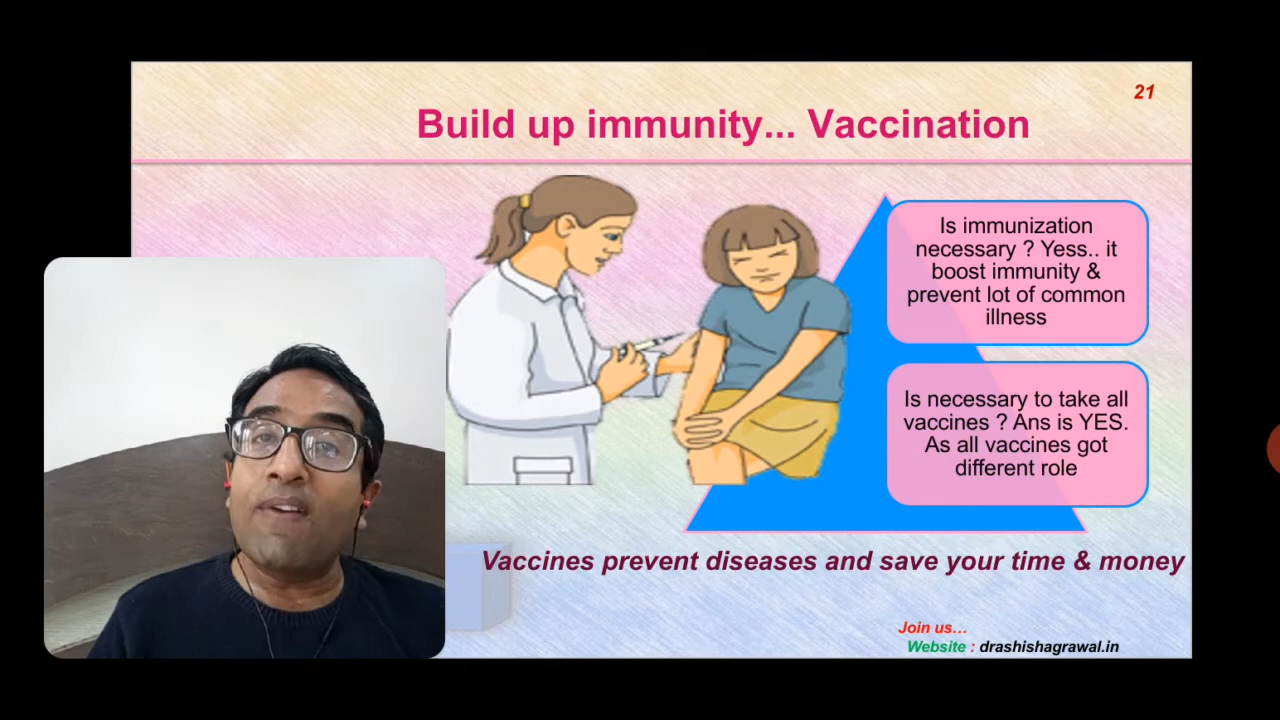 21
Build up immunity... Vaccination
Is immunization
necessary ? Yess.. it
boost immunity &
prevent lot of common
illness
Is necessary to take all
vaccines ? Ans is YES.
As all vaccines got
different role
Vaccines prevent diseases and save your time & money
Join us...
Website : drashishagrawal.in